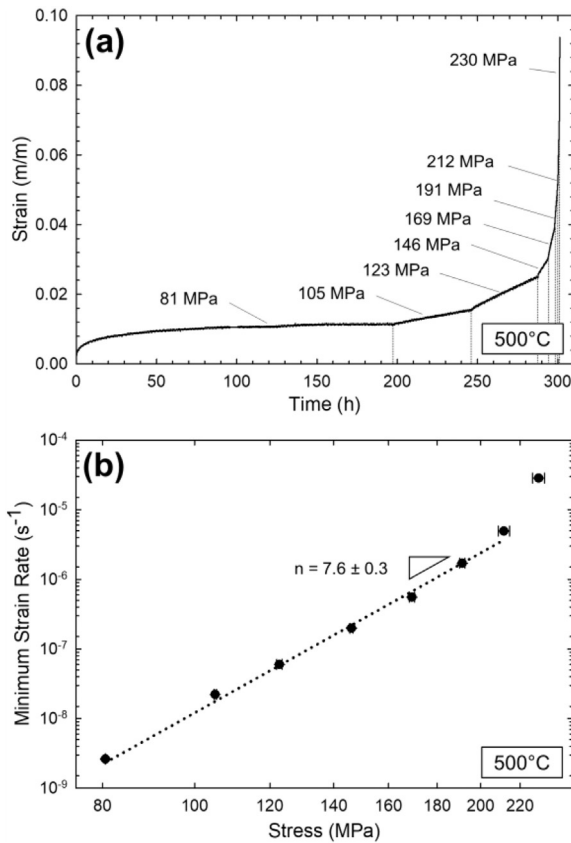 (a)
0.10
0.08
0.06
0.04
0.02
0.00
Strain (m/m)
230 MPa
212 MPa
191 MPa
169 MPa
146 MPa
123 MPa
105 MPa
81 MPa
500°C
0 50 100 150 200 250 300
Time (h)
(b)
10⁻⁴
10⁻⁵
10⁻⁶
10⁻⁷
10⁻⁸
10⁻⁹
Minimum Strain Rate (s⁻¹)
n = 7.6 ± 0.3
500°C
80 100 120 140 160 180 200 220
Stress (MPa)